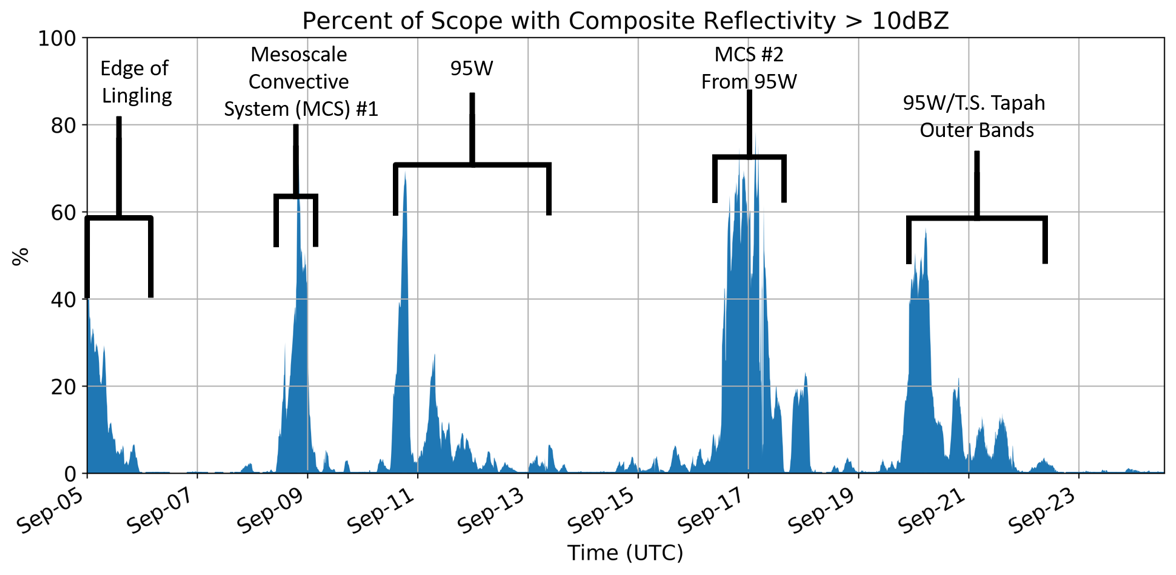 Percent of Scope with Composite Reflectivity > 10dBZ
100
80
60
40
20
0
%
Edge of
Lingling
Mesoscale
Convective
System (MCS) #1
95W
MCS #2
From 95W
95W/T.S. Tapah
Outer Bands
Sep-05
Sep-07
Sep-09
Sep-11
Sep-13
Sep-15
Sep-17
Sep-19
Sep-21
Sep-23
Time (UTC)